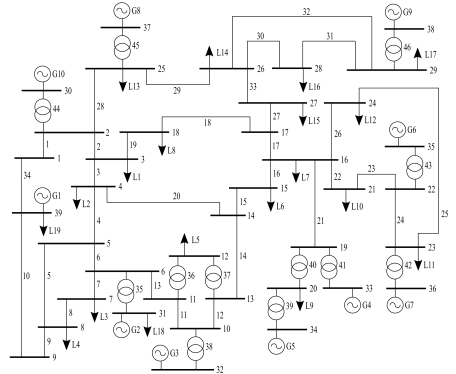 G8 32 G9
37 38
45 L14 30 31 46 L17
G10 25 26 28 29
30 L13 29 33 L16
44 28 27 24
18 L15 L12
2 18 27 G6
1 2 19 L8 17 26 35
1 3 16 43
34 3 L1 16 23 25
G1 4 15 L7 22 21 22
39 L2 20 15 L6 L10
L19 4 14 21 24
5 L5 12 19 23
10 5 6 6 36 37 14 40 41 42 L11
7 35 13 20 33 36
7 11 13 39 L9 G4 G7
8 31 11 12
8 L3 G2 L18 10 34
9 L4 G3 38 G5
9 32